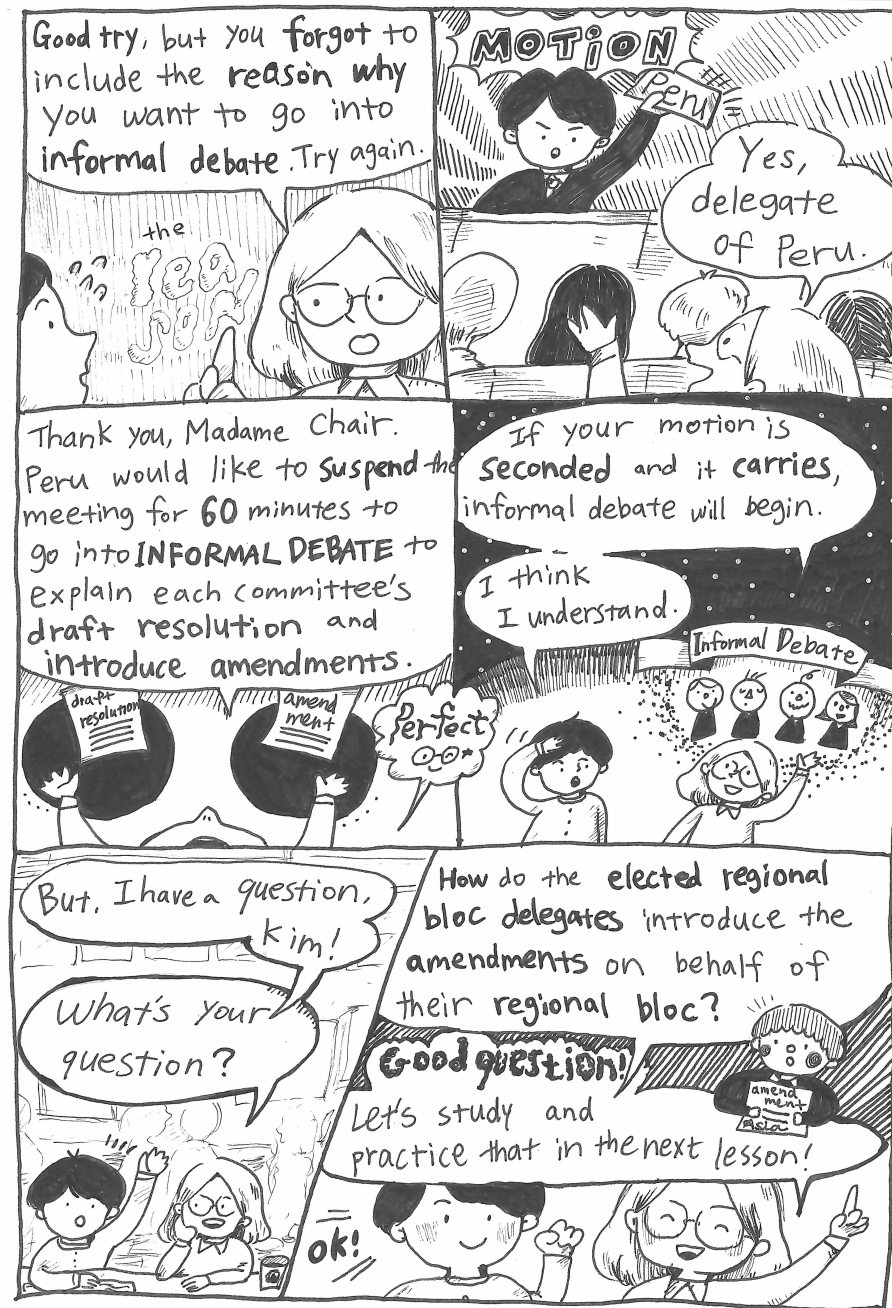 Good try, but you forgot to
include the reason why
you want to go into
informal debate. Try again.
the
rea
son
MOTION
Peru
Yes,
delegate
of Peru.
Thank you, Madame Chair.
Peru would like to suspend the
meeting for 60 minutes to
go into INFORMAL DEBATE to
explain each committee's
draft resolution and
introduce amendments.
draft
resolution
amend
ment
Perfect
If your motion is
seconded and it carries,
informal debate will begin.
I think
I understand.
Informal Debate
But, I have a question,
Kim!
What's your
question?
How do the elected regional
bloc delegates introduce the
amendments on behalf of
their regional bloc?
amend
ment
Asia
Good question!
Let's study and
practice that in the next lesson!
ok!